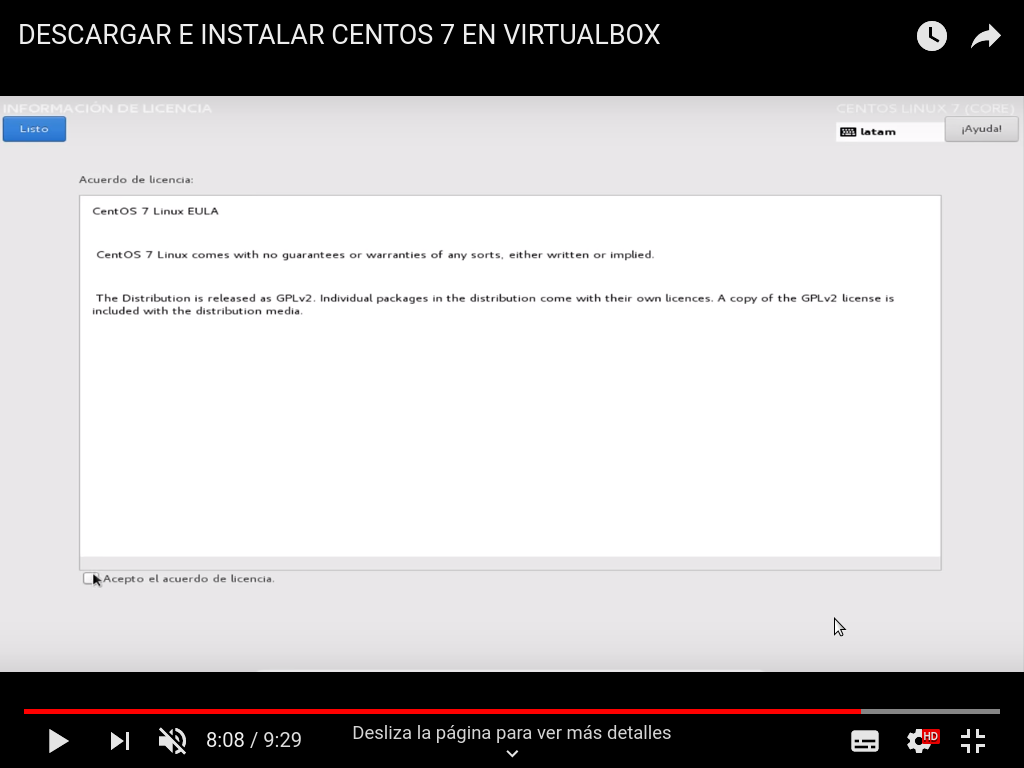 DESCARGAR E INSTALAR CENTOS 7 EN VIRTUALBOX
INFORMACIÓN DE LICENCIA
CENTOS LINUX 7 (CORE)
Listo
latam
¡Ayuda!
Acuerdo de licencia:
CentOS 7 Linux EULA
CentOS 7 Linux comes with no guarantees or warranties of any sorts, either written or implied.
The Distribution is released as GPLv2. Individual packages in the distribution come with their own licences. A copy of the GPLv2 license is
included with the distribution media.
Acepto el acuerdo de licencia.
8:08 / 9:29
Desliza la página para ver más detalles
HD